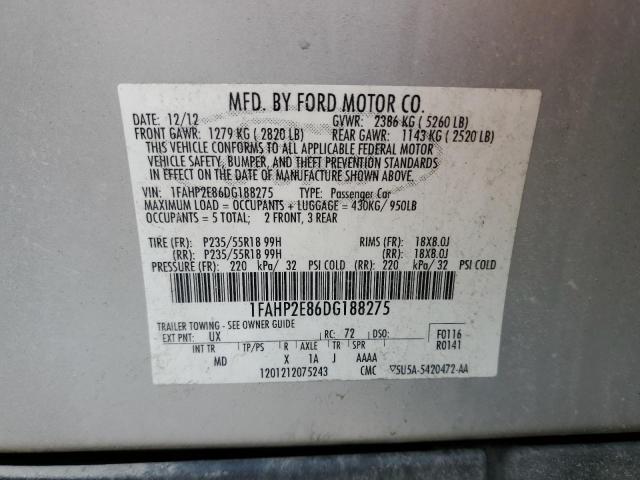 MFD. BY FORD MOTOR CO.
DATE: 12/12 GVWR: 2386 KG ( 5260 LB)
FRONT GAWR: 1279 KG ( 2820 LB) REAR GAWR: 1143 KG ( 2520 LB)
THIS VEHICLE CONFORMS TO ALL APPLICABLE FEDERAL MOTOR
VEHICLE SAFETY, BUMPER, AND THEFT PREVENTION STANDARDS
IN EFFECT ON THE DATE OF MANUFACTURE SHOWN ABOVE.
VIN: 1FAHP2E86DG188275 TYPE: Passenger Car
MAXIMUM LOAD = OCCUPANTS + LUGGAGE = 430KG/ 950LB
OCCUPANTS = 5 TOTAL; 2 FRONT, 3 REAR
TIRE (FR): P235/55R18 99H RIMS (FR): 18X8.0J
(RR): P235/55R18 99H (RR): 18X8.0J
PRESSURE (FR): 220 kPa/ 32 PSI COLD (RR): 220 kPa/ 32 PSI COLD
1FAHP2E86DG188275
TRAILER TOWING - SEE OWNER GUIDE
EXT PNT: UX RC: 72 DSO: F0116
INT TR TP/PS R AXLE TR SPR R0141
MD X 1A J AAAA
1201212075243 CMC ▽5U5A-5420472-AA